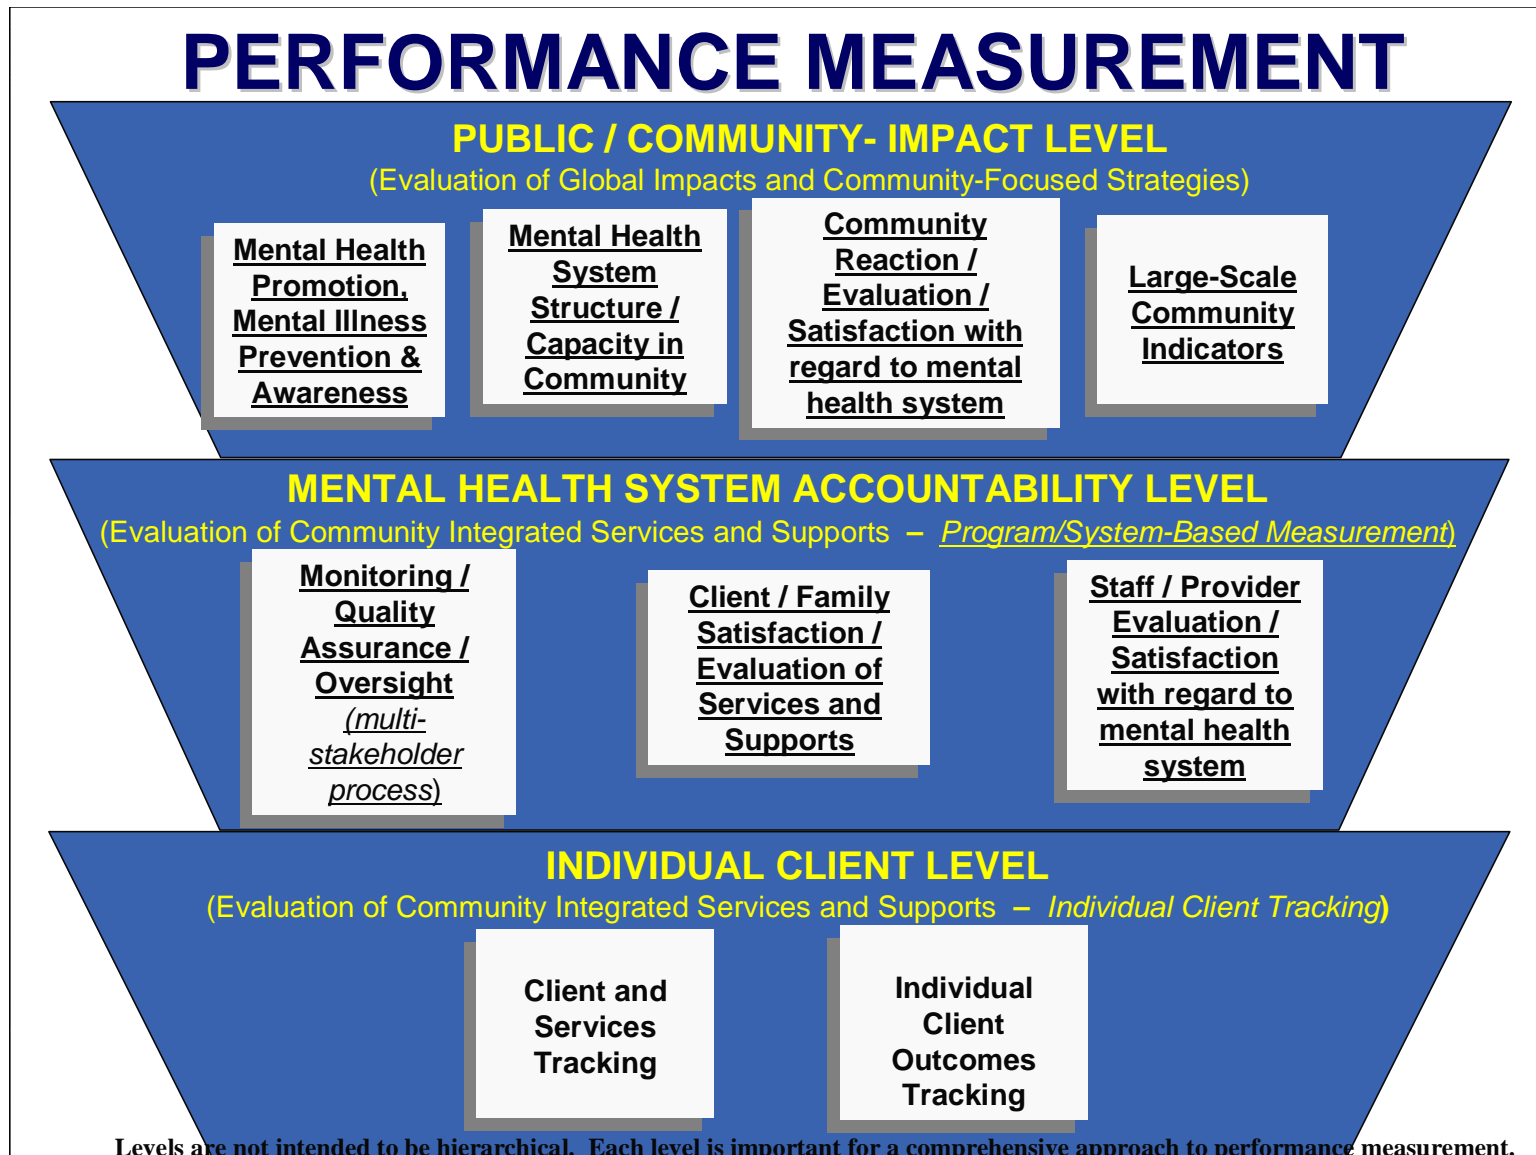 PERFORMANCE MEASUREMENT
PUBLIC / COMMUNITY- IMPACT LEVEL
(Evaluation of Global Impacts and Community-Focused Strategies)
Mental Health
Promotion,
Mental Illness
Prevention &
Awareness
Mental Health
System
Structure /
Capacity in
Community
Community
Reaction /
Evaluation /
Satisfaction with
regard to mental
health system
Large-Scale
Community
Indicators
MENTAL HEALTH SYSTEM ACCOUNTABILITY LEVEL
(Evaluation of Community Integrated Services and Supports – Program/System-Based Measurement)
Monitoring /
Quality
Assurance /
Oversight
(multi-
stakeholder
process)
Client / Family
Satisfaction /
Evaluation of
Services and
Supports
Staff / Provider
Evaluation /
Satisfaction
with regard to
mental health
system
INDIVIDUAL CLIENT LEVEL
(Evaluation of Community Integrated Services and Supports – Individual Client Tracking)
Client and
Services
Tracking
Individual
Client
Outcomes
Tracking
Levels are not intended to be hierarchical. Each level is important for a comprehensive approach to performance measurement.